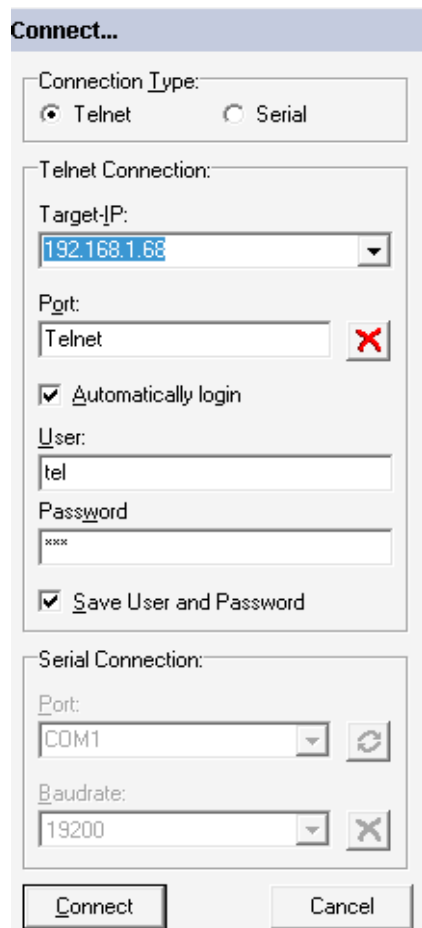 Connect...
Connection Type:
Telnet Serial
Telnet Connection:
Target-IP:
192.168.1.68
Port:
Telnet
Automatically login
User:
tel
Password
***
Save User and Password
Serial Connection:
Port:
COM1
Baudrate:
19200
Connect Cancel